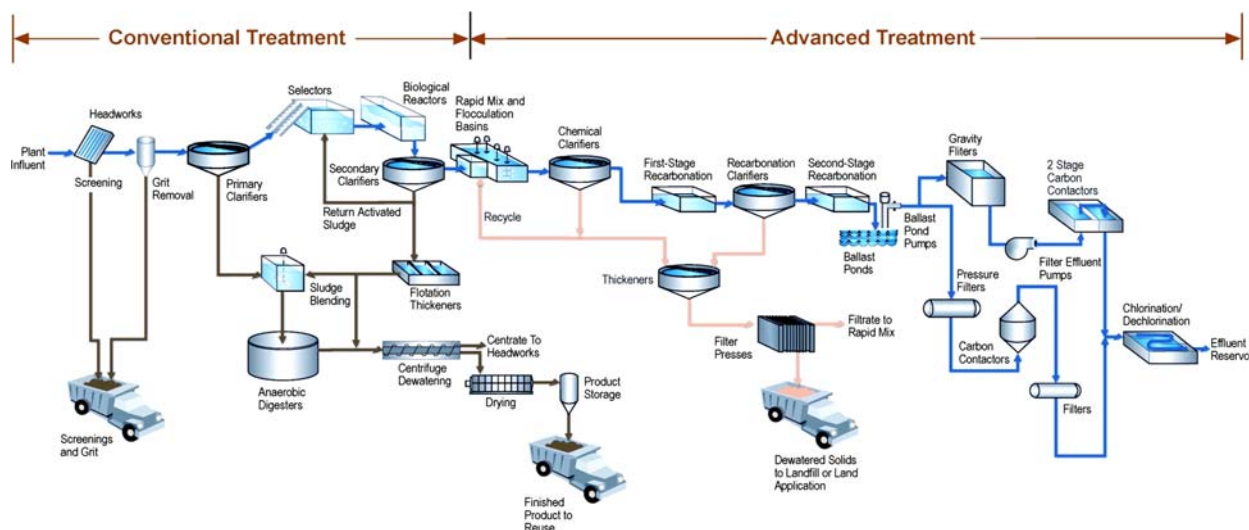 Conventional Treatment
Advanced Treatment
Headworks
Plant
Influent
Screening
Grit
Removal
Primary
Clarifiers
Selectors
Biological
Reactors
Secondary
Clarifiers
Return Activated
Sludge
Rapid Mix and
Flocculation
Basins
Recycle
Chemical
Clarifiers
First-Stage
Recarbonation
Recarbonation
Clarifiers
Second-Stage
Recarbonation
Ballast
Ponds
Ballast
Pond
Pumps
Gravity
Fliters
2 Stage
Carbon
Contactors
Filter Effluent
Pumps
Pressure
Filters
Carbon
Contactors
Filters
Chlorination/
Dechlorination
Effluent
Reservo
Sludge
Blending
Flotation
Thickeners
Anaerobic
Digesters
Centrate To
Headworks
Centrifuge
Dewatering
Drying
Product
Storage
Thickeners
Filter
Presses
Filtrate to
Rapid Mix
Screenings
and Grit
Finished
Product to
Reuse
Dewatered Solids
to Landfill or Land
Application